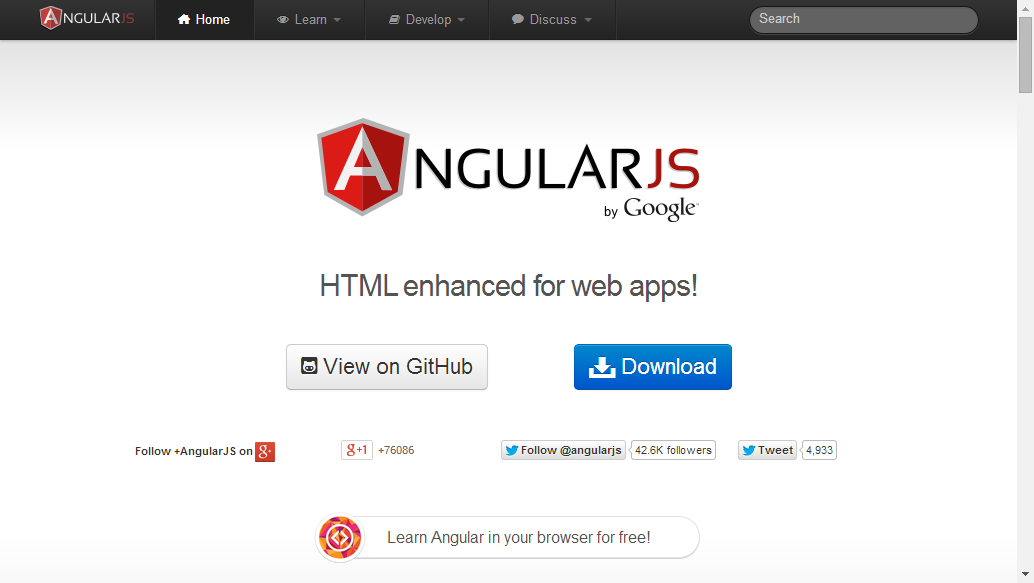 ANGULARJS Home Learn Develop Discuss Search
ANGULARJS
by Google™
HTML enhanced for web apps!
View on GitHub Download
Follow +AngularJS on g+ g+1 +76086 Follow @angularjs 42.6K followers Tweet 4,933
Learn Angular in your browser for free!